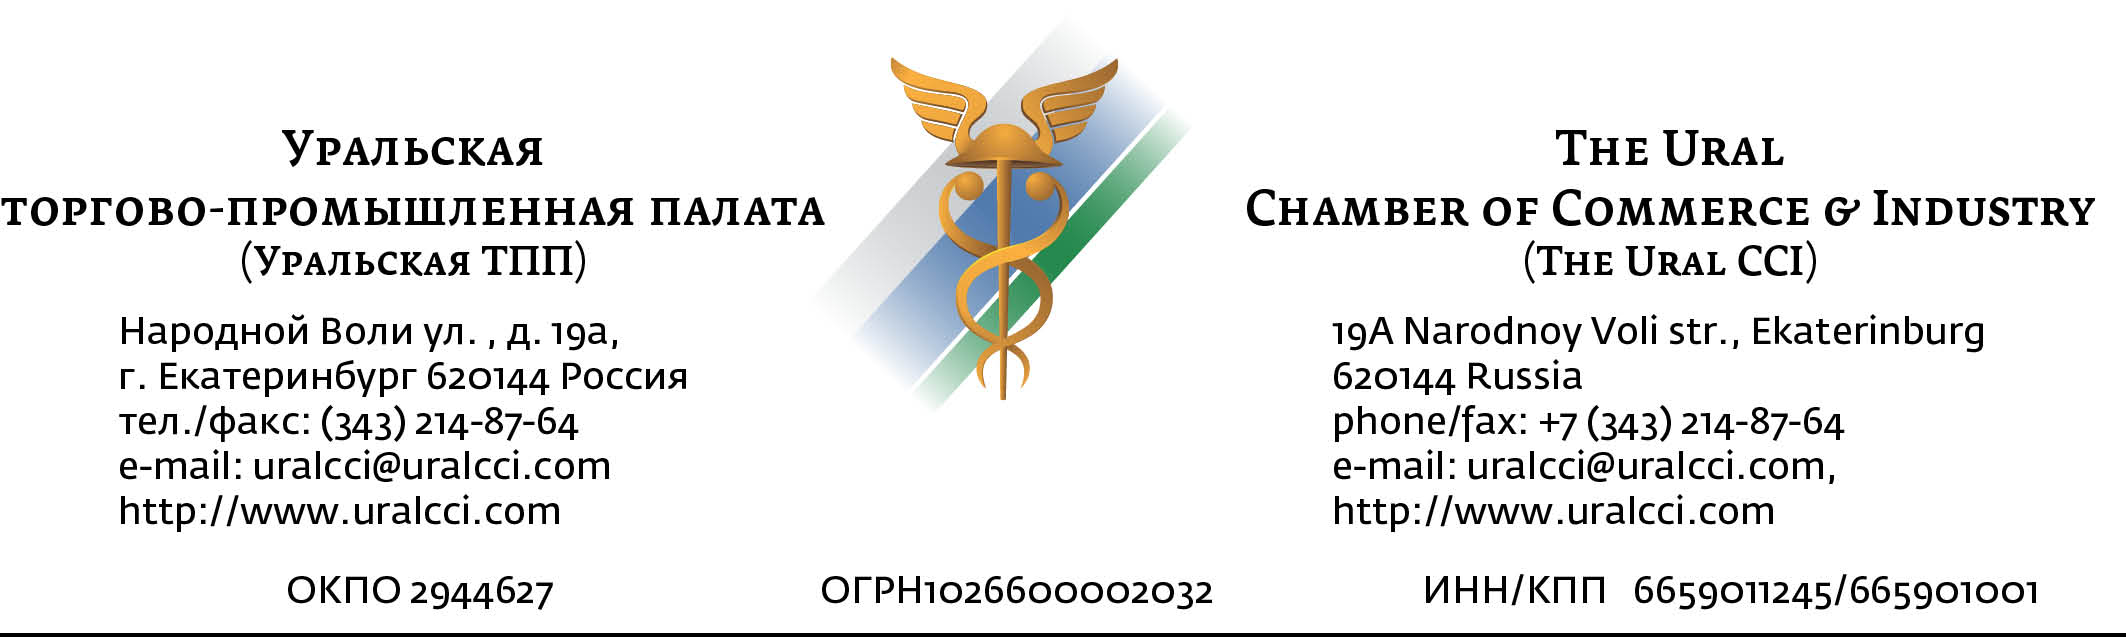 Уральская
торгово-промышленная палата
(Уральская ТПП)
Народной Воли ул. , д. 19а,
г. Екатеринбург 620144 Россия
тел./факс: (343) 214-87-64
e-mail: uralcci@uralcci.com
http://www.uralcci.com
The Ural
Chamber of Commerce & Industry
(The Ural CCI)
19A Narodnoy Voli str., Ekaterinburg
620144 Russia
phone/fax: +7 (343) 214-87-64
e-mail: uralcci@uralcci.com,
http://www.uralcci.com
ОКПО 2944627
ОГРН1026600002032
ИНН/КПП 6659011245/665901001